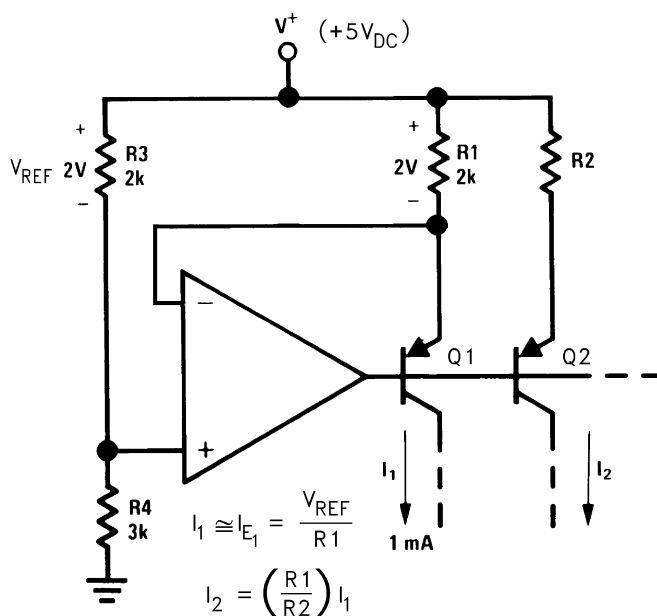 V+ (+5VDC)
+
VREF 2V R3 2k
−
+
2V R1 2k
−
R2
−
+
Q1
Q2
R4 3k
I1
1 mA
I2
I1 ≅ IE1 = VREF / R1
I2 = (R1 / R2) I1